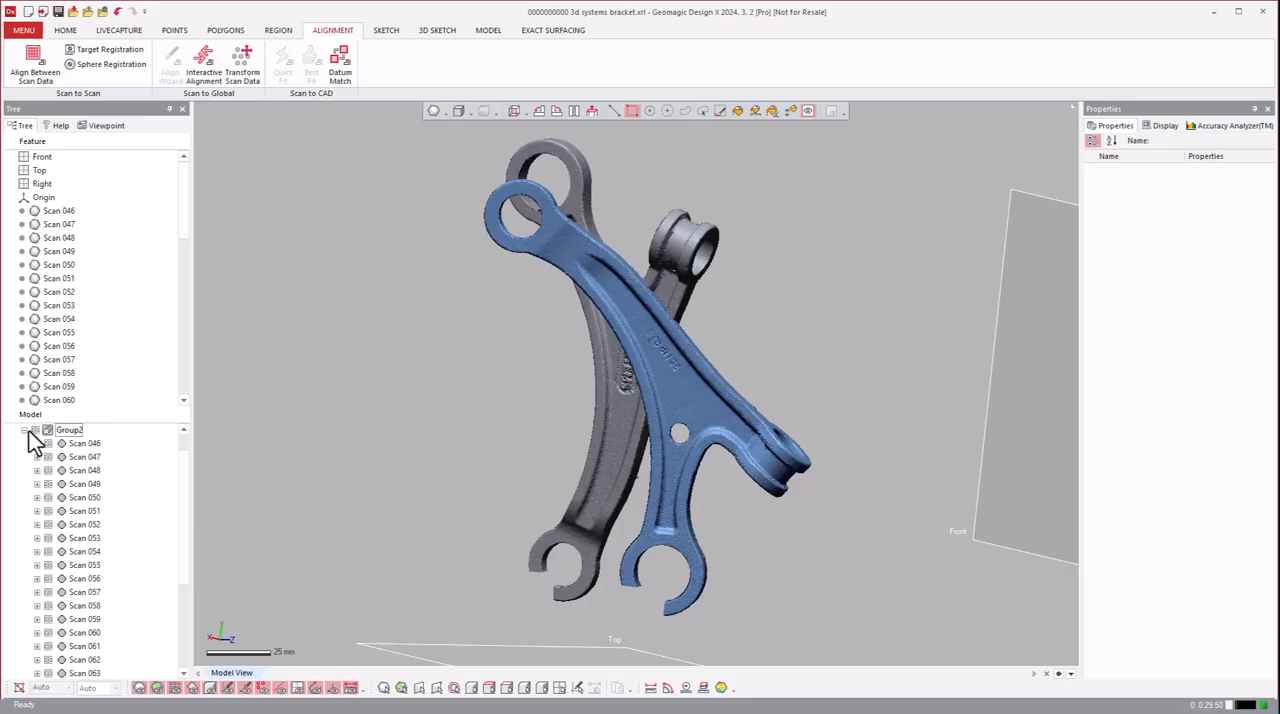 000000000 3d systems bracket.xrl - Geomagic Design X 2024. 3. 2 [Pro] [Not for Resale]
MENU HOME LIVECAPTURE POINTS POLYGONS REGION ALIGNMENT SKETCH 3D SKETCH MODEL EXACT SURFACING
Align Between Scan Data
Target Registration
Sphere Registration
Align Wizard
Interactive Alignment
Transform Scan Data
Quick Fit
Best Fit
Datum Match
Scan to Scan
Scan to Global
Scan to CAD
Tree
Tree Help Viewpoint
Feature
Front
Top
Right
Origin
Scan 046
Scan 047
Scan 048
Scan 049
Scan 050
Scan 051
Scan 052
Scan 053
Scan 054
Scan 055
Scan 056
Scan 057
Scan 058
Scan 059
Scan 060
Model
Group2
Scan 046
Scan 047
Scan 048
Scan 049
Scan 050
Scan 051
Scan 052
Scan 053
Scan 054
Scan 055
Scan 056
Scan 057
Scan 058
Scan 059
Scan 060
Scan 061
Scan 062
Scan 063
Front
Top
Y
X
Z
25 mm
Model View
Properties
Properties Display Accuracy Analyzer(TM)
Name:
Name Properties
Auto Auto
Ready
0: 0:29.50